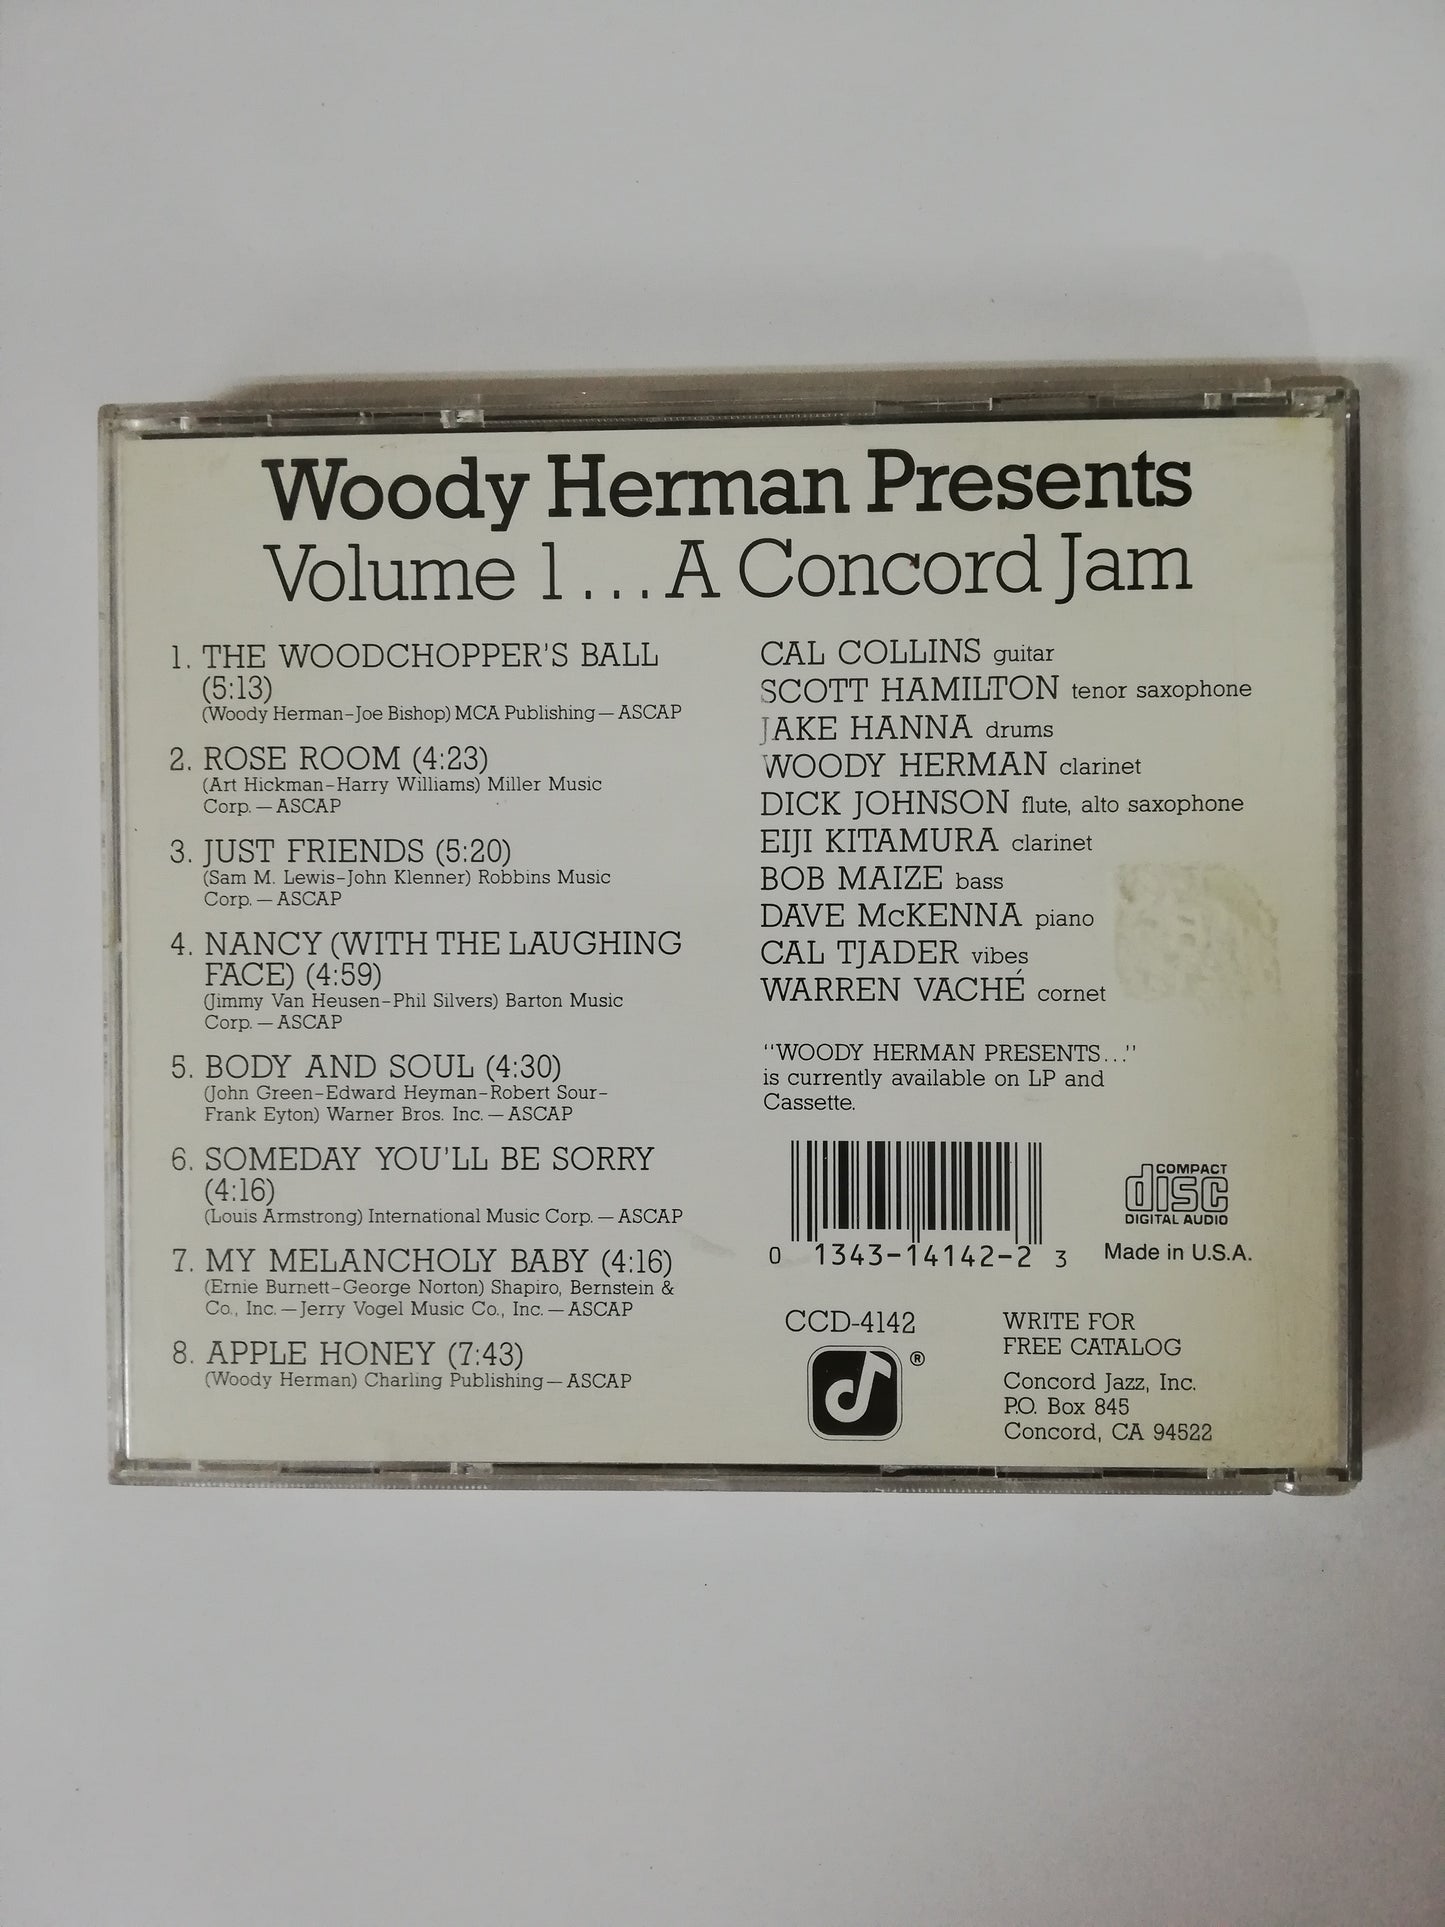 Woody Herman Presents
Volume 1...A Concord Jam
1. THE WOODCHOPPER'S BALL
(5:13)
(Woody Herman–Joe Bishop) MCA Publishing—ASCAP
2. ROSE ROOM (4:23)
(Art Hickman–Harry Williams) Miller Music
Corp.—ASCAP
3. JUST FRIENDS (5:20)
(Sam M. Lewis–John Klenner) Robbins Music
Corp.—ASCAP
4. NANCY (WITH THE LAUGHING
FACE) (4:59)
(Jimmy Van Heusen–Phil Silvers) Barton Music
Corp.—ASCAP
5. BODY AND SOUL (4:30)
(John Green–Edward Heyman–Robert Sour–
Frank Eyton) Warner Bros. Inc.—ASCAP
6. SOMEDAY YOU'LL BE SORRY
(4:16)
(Louis Armstrong) International Music Corp.—ASCAP
7. MY MELANCHOLY BABY (4:16)
(Ernie Burnett–George Norton) Shapiro, Bernstein &
Co., Inc.—Jerry Vogel Music Co., Inc.—ASCAP
8. APPLE HONEY (7:43)
(Woody Herman) Charling Publishing—ASCAP
CAL COLLINS guitar
SCOTT HAMILTON tenor saxophone
JAKE HANNA drums
WOODY HERMAN clarinet
DICK JOHNSON flute, alto saxophone
EIJI KITAMURA clarinet
BOB MAIZE bass
DAVE McKENNA piano
CAL TJADER vibes
WARREN VACHÉ cornet
"WOODY HERMAN PRESENTS..."
is currently available on LP and
Cassette.
0 1343-14142-2 3
COMPACT
disc
DIGITAL AUDIO
Made in U.S.A.
CCD-4142
®
WRITE FOR
FREE CATALOG
Concord Jazz, Inc.
P.O. Box 845
Concord, CA 94522